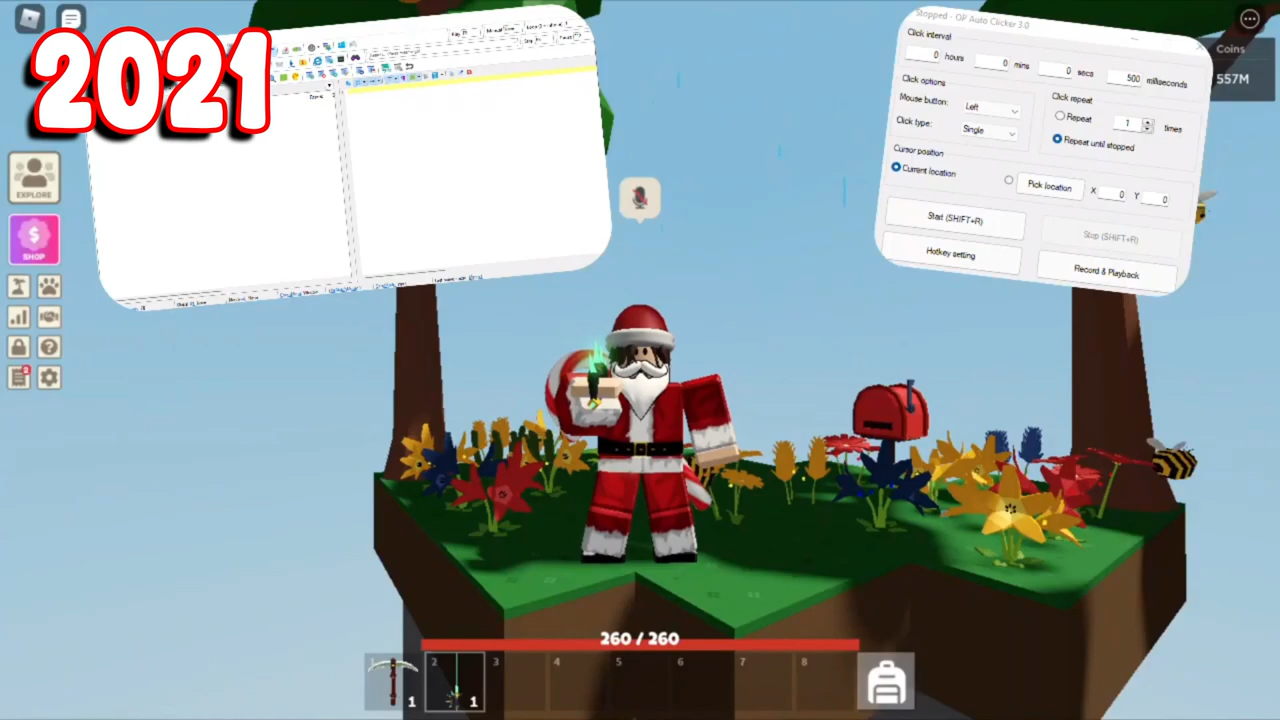 2021
Stopped - OP Auto Clicker 3.0
Click interval
0 hours 0 mins 0 secs 500 milliseconds
Click options
Mouse button: Left
Click type: Single
Click repeat
Repeat 1 times
Repeat until stopped
Cursor position
Current location
Pick location X 0 Y 0
Start (SHIFT+R)
Stop (SHIFT+R)
Hotkey setting
Record & Playback
Coins
557M
EXPLORE
SHOP
260 / 260
1 2 3 4 5 6 7 8
1 1